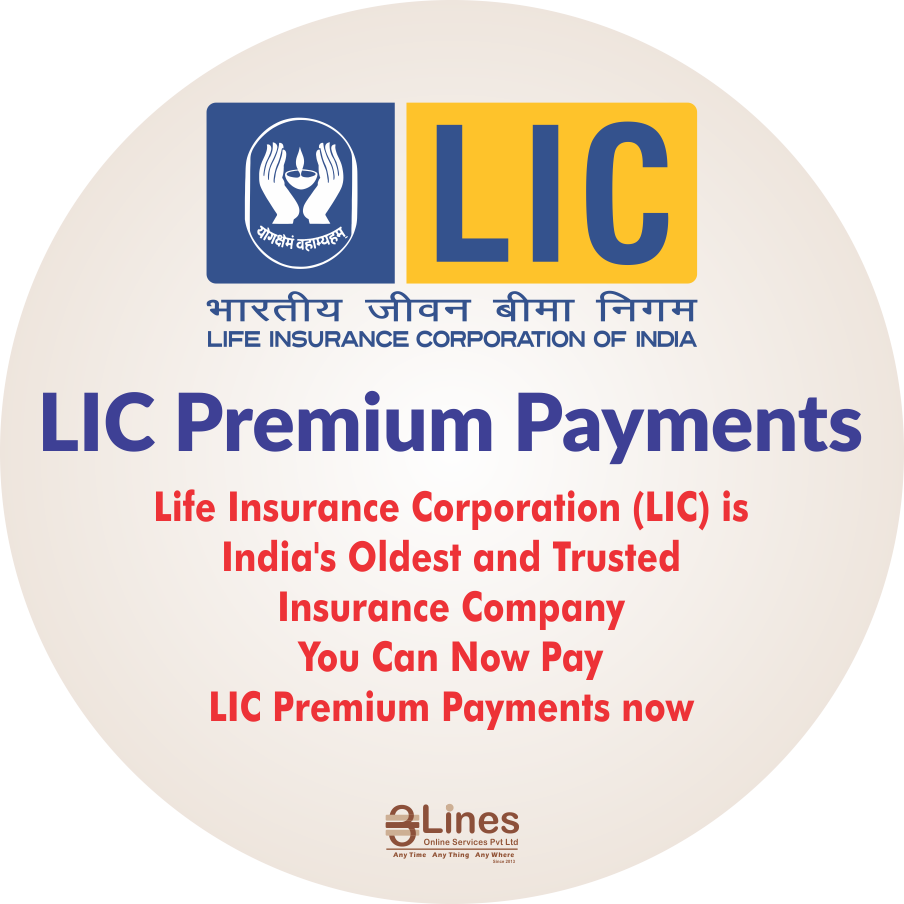 योगक्षेमं वहाम्यहम्
LIC
भारतीय जीवन बीमा निगम
LIFE INSURANCE CORPORATION OF INDIA
LIC Premium Payments
Life Insurance Corporation (LIC) is
India's Oldest and Trusted
Insurance Company
You Can Now Pay
LIC Premium Payments now
3Lines
Online Services Pvt Ltd
Any Time Any Thing Any Where
Since 2013